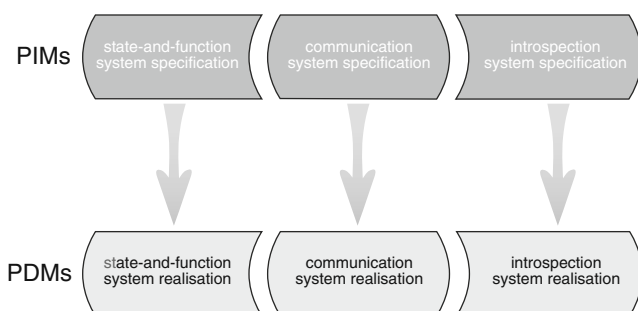 PIMs
state-and-function
system specification
communication
system specification
introspection
system specification
PDMs
state-and-function
system realisation
communication
system realisation
introspection
system realisation